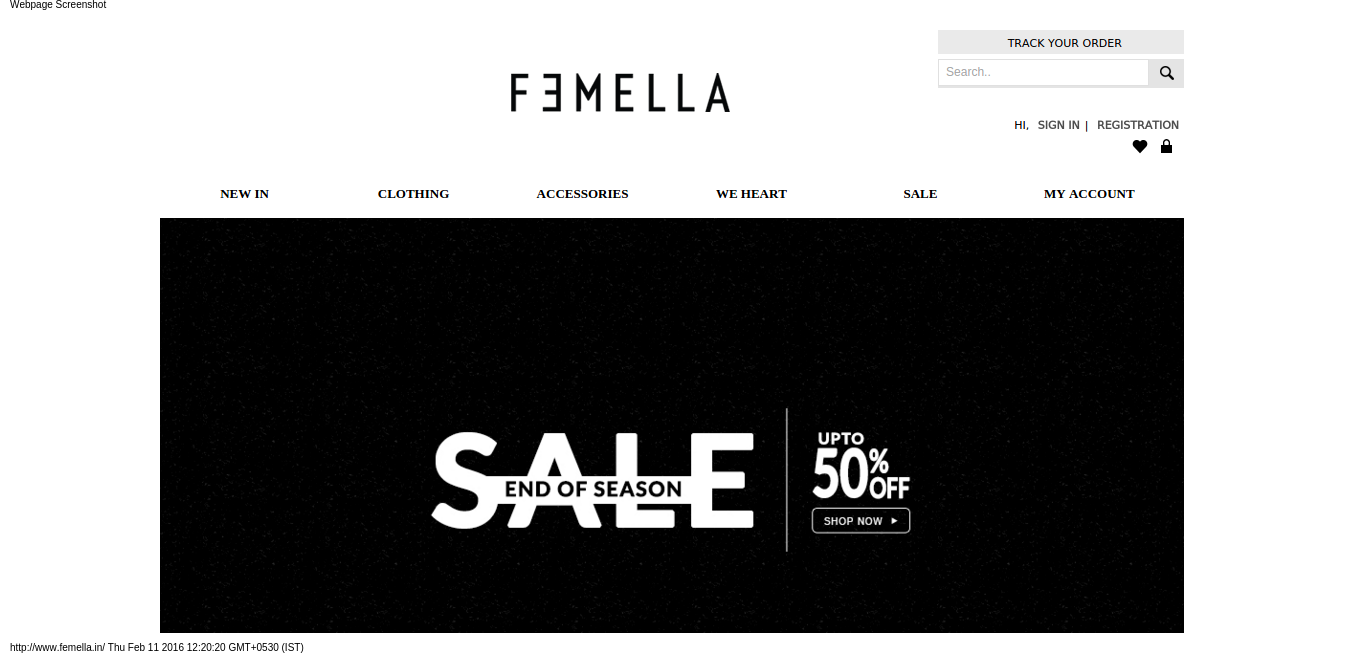 Webpage Screenshot
TRACK YOUR ORDER
Search..
FEMELLA
HI, SIGN IN | REGISTRATION
NEW IN CLOTHING ACCESSORIES WE HEART SALE MY ACCOUNT
SALE
END OF SEASON
UPTO
50%
OFF
SHOP NOW
http://www.femella.in/ Thu Feb 11 2016 12:20:20 GMT+0530 (IST)